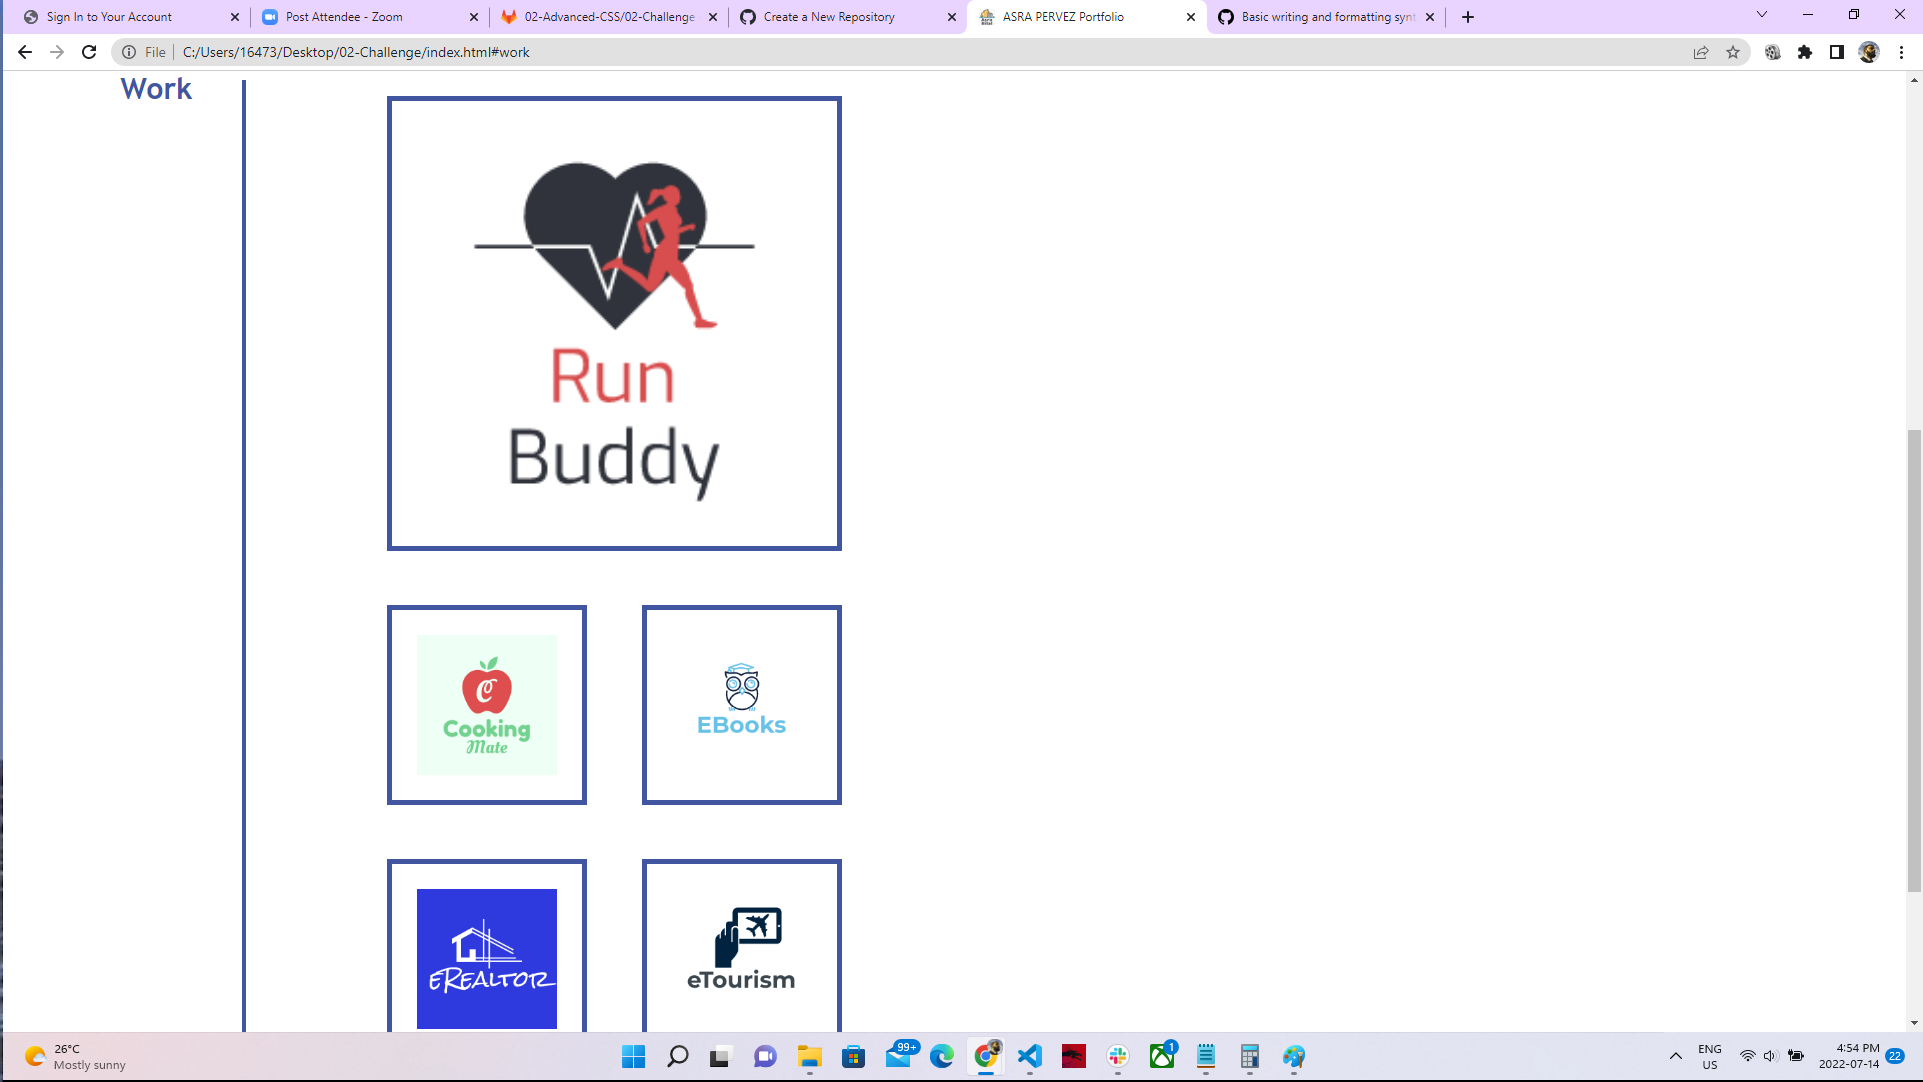 Sign In to Your Account
Post Attendee - Zoom
02-Advanced-CSS/02-Challenge
Create a New Repository
ASRA PERVEZ Portfolio
Basic writing and formatting synt
File
C:/Users/16473/Desktop/02-Challenge/index.html#work
Work
Run
Buddy
C
Cooking
Mate
EBooks
eRealtor
eTourism
26°C
Mostly sunny
99+
1
ENG
US
4:54 PM
2022-07-14
22